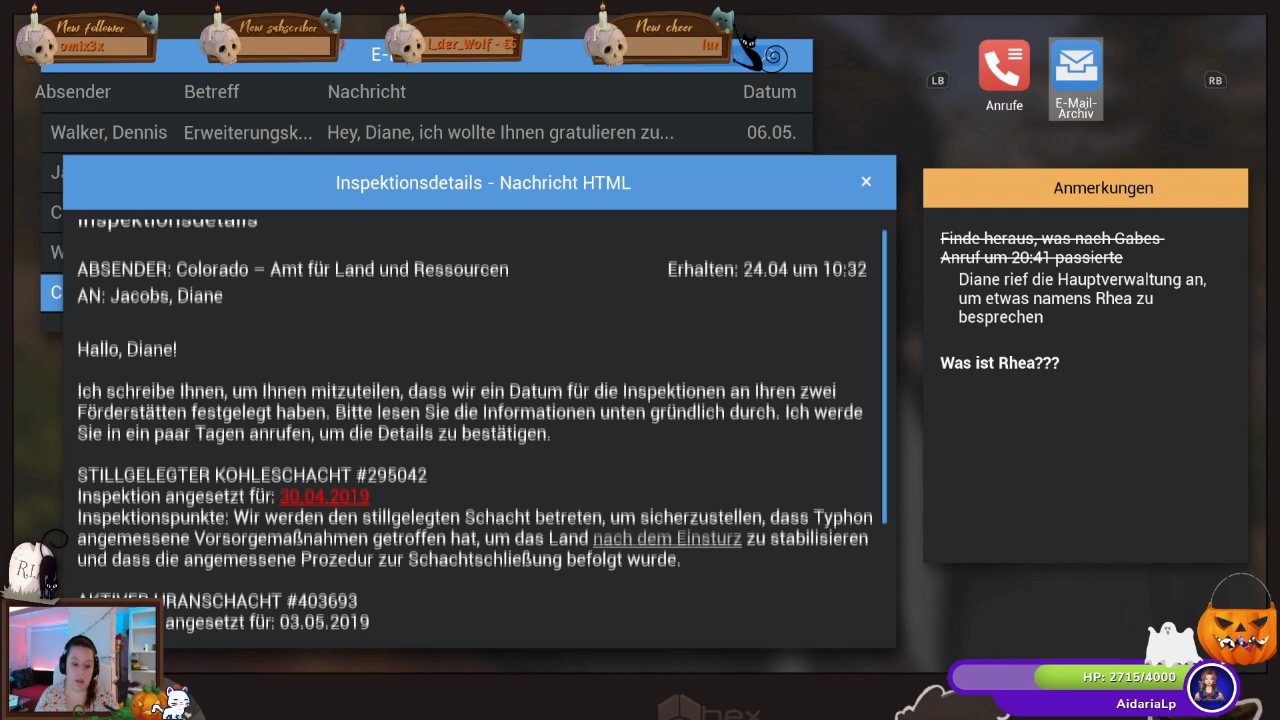 New follower
omix3x
New subscriber
l_der_Wolf - €5
New cheer
lur
LB
Anrufe
E-Mail-
Archiv
RB
Absender
Betreff
Nachricht
Datum
Walker, Dennis
Erweiterungsk...
Hey, Diane, ich wollte Ihnen gratulieren zu...
06.05.
Inspektionsdetails - Nachricht HTML
×
Inspektionsdetails
ABSENDER: Colorado – Amt für Land und Ressourcen
Erhalten: 24.04 um 10:32
AN: Jacobs, Diane
Hallo, Diane!
Ich schreibe Ihnen, um Ihnen mitzuteilen, dass wir ein Datum für die Inspektionen an Ihren zwei
Förderstätten festgelegt haben. Bitte lesen Sie die Informationen unten gründlich durch. Ich werde
Sie in ein paar Tagen anrufen, um die Details zu bestätigen.
STILLGELEGTER KOHLESCHACHT #295042
Inspektion angesetzt für: 30.04.2019
Inspektionspunkte: Wir werden den stillgelegten Schacht betreten, um sicherzustellen, dass Typhon
angemessene Vorsorgemaßnahmen getroffen hat, um das Land nach dem Einsturz zu stabilisieren
und dass die angemessene Prozedur zur Schachtschließung befolgt wurde.
AKTIVER URANSCHACHT #403693
angesetzt für: 03.05.2019
Anmerkungen
Finde heraus, was nach Gabes
Anruf um 20:41 passierte
Diane rief die Hauptverwaltung an,
um etwas namens Rhea zu
besprechen
Was ist Rhea???
R.I.P
HP: 2715/4000
AidariaLp